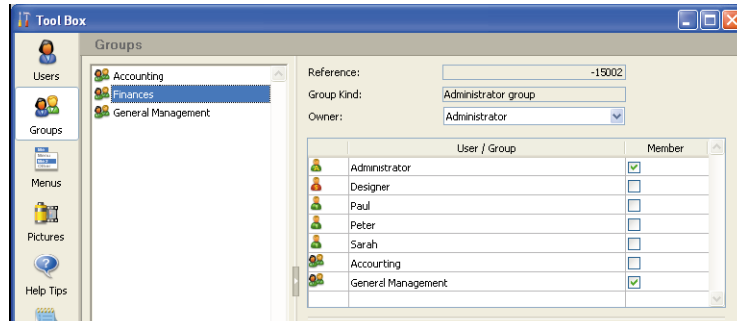 Tool Box
Groups
Users
Groups
Menus
Pictures
Help Tips
Accounting
Finances
General Management
Reference: -15002
Group Kind: Administrator group
Owner: Administrator
User / Group Member
Administrator
Designer
Paul
Peter
Sarah
Accounting
General Management